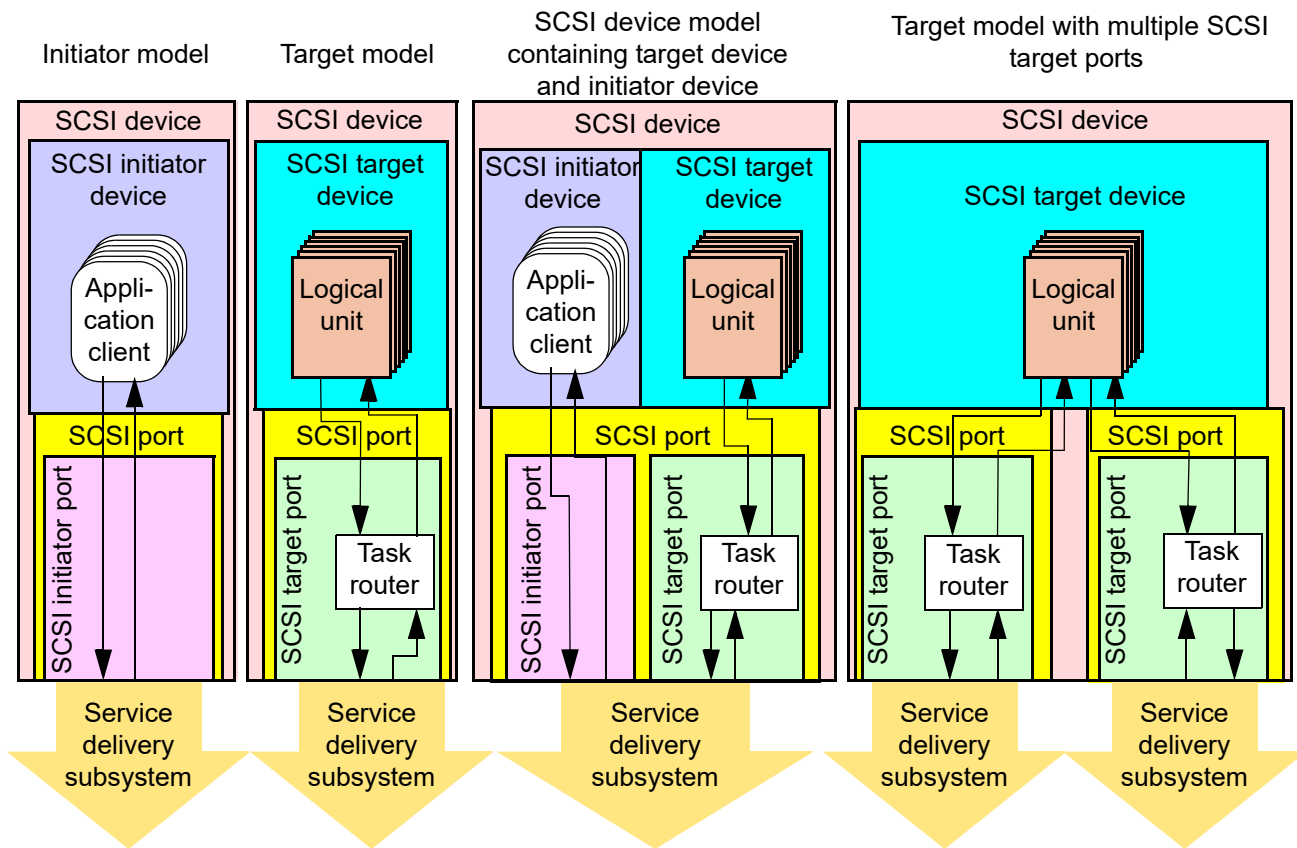 Initiator model
SCSI device
SCSI initiator
device
Appli-
cation
client
SCSI port
SCSI initiator port
Service
delivery
subsystem
Target model
SCSI device
SCSI target
device
Logical
unit
SCSI port
SCSI target port
Task
router
Service
delivery
subsystem
SCSI device model
containing target device
and initiator device
SCSI device
SCSI initiator
device
Appli-
cation
client
SCSI target
device
Logical
unit
SCSI port
SCSI initiator port
SCSI target port
Task
router
Service
delivery
subsystem
Target model with multiple SCSI
target ports
SCSI device
SCSI target device
Logical
unit
SCSI port
SCSI target port
Task
router
Service
delivery
subsystem
SCSI port
SCSI target port
Task
router
Service
delivery
subsystem